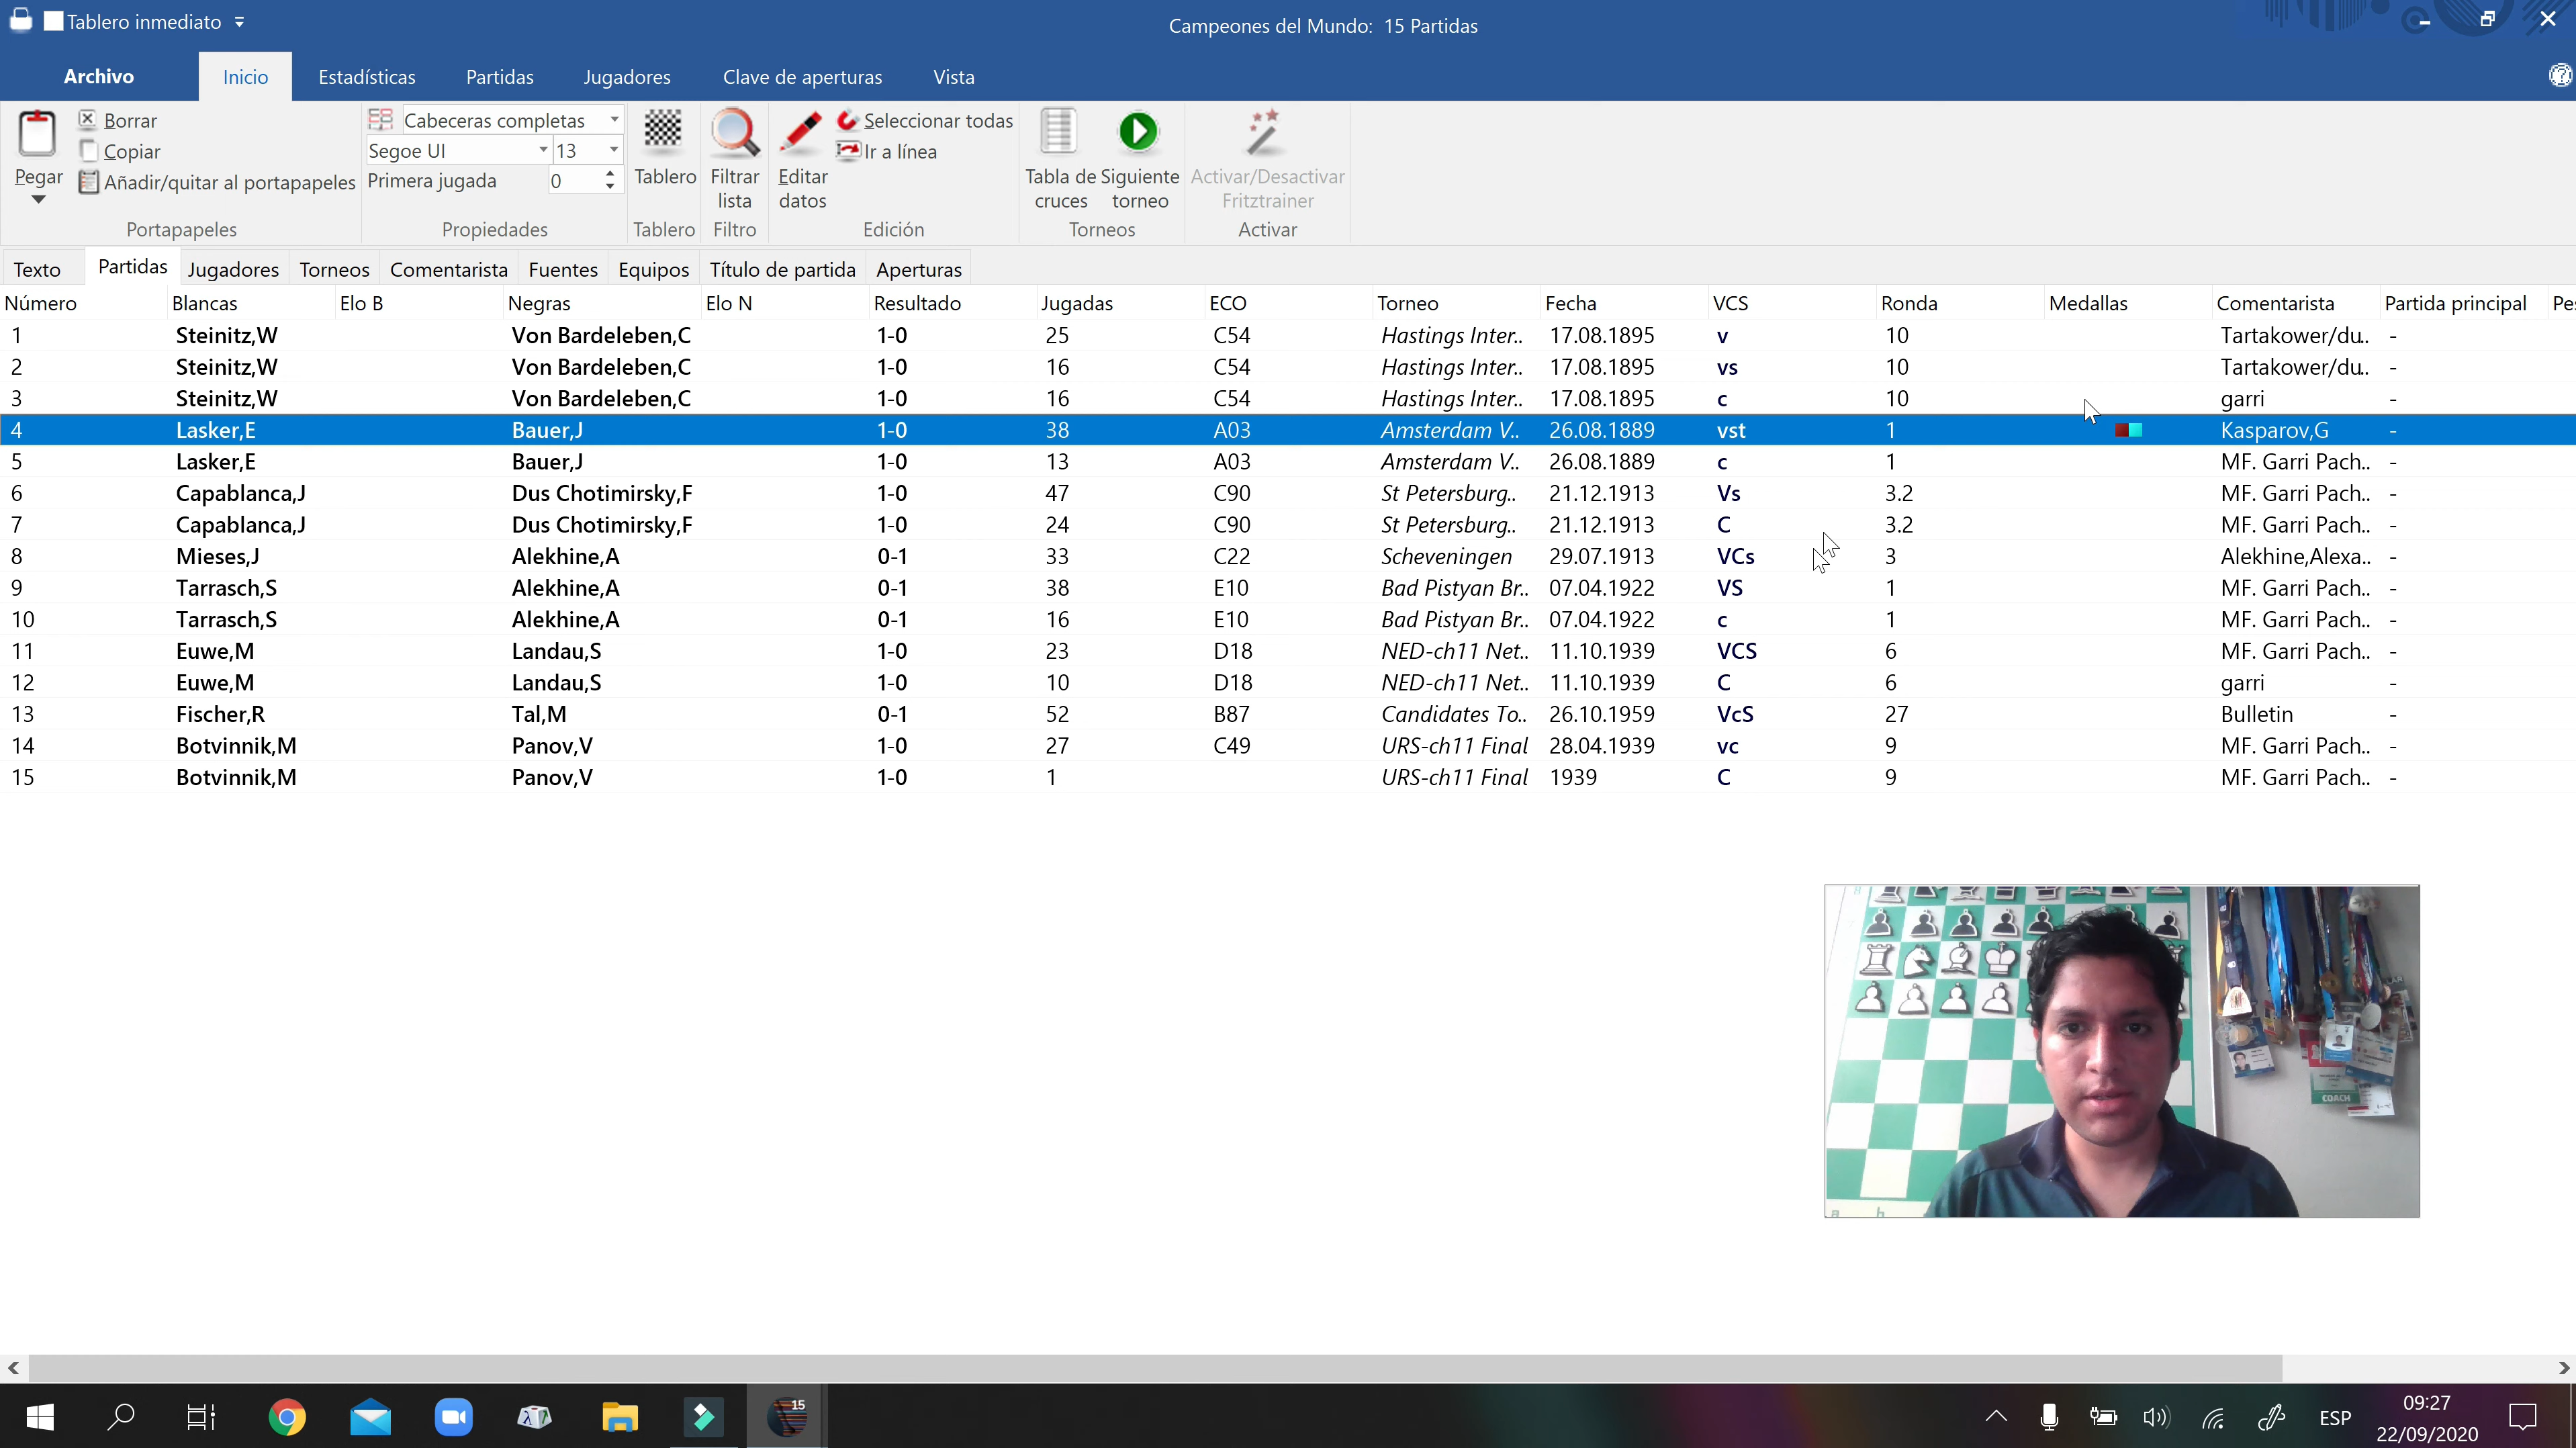 Tablero inmediato
Campeones del Mundo: 15 Partidas
Archivo Inicio Estadísticas Partidas Jugadores Clave de aperturas Vista
Pegar
Borrar
Copiar
Añadir/quitar al portapapeles
Portapapeles
Cabeceras completas
Segoe UI 13
Primera jugada 0
Propiedades
Tablero
Tablero
Filtrar lista
Filtro
Editar datos
Seleccionar todas
Ir a línea
Edición
Tabla de cruces
Siguiente torneo
Torneos
Activar/Desactivar Fritztrainer
Activar
Texto Partidas Jugadores Torneos Comentarista Fuentes Equipos Título de partida Aperturas
Número Blancas Elo B Negras Elo N Resultado Jugadas ECO Torneo Fecha VCS Ronda Medallas Comentarista Partida principal Pes
1 Steinitz,W Von Bardeleben,C 1-0 25 C54 Hastings Inter.. 17.08.1895 v 10 Tartakower/du.. -
2 Steinitz,W Von Bardeleben,C 1-0 16 C54 Hastings Inter.. 17.08.1895 vs 10 Tartakower/du.. -
3 Steinitz,W Von Bardeleben,C 1-0 16 C54 Hastings Inter.. 17.08.1895 c 10 garri -
4 Lasker,E Bauer,J 1-0 38 A03 Amsterdam V.. 26.08.1889 vst 1 Kasparov,G -
5 Lasker,E Bauer,J 1-0 13 A03 Amsterdam V.. 26.08.1889 c 1 MF. Garri Pach.. -
6 Capablanca,J Dus Chotimirsky,F 1-0 47 C90 St Petersburg.. 21.12.1913 Vs 3.2 MF. Garri Pach.. -
7 Capablanca,J Dus Chotimirsky,F 1-0 24 C90 St Petersburg.. 21.12.1913 C 3.2 MF. Garri Pach.. -
8 Mieses,J Alekhine,A 0-1 33 C22 Scheveningen 29.07.1913 VCs 3 Alekhine,Alexa.. -
9 Tarrasch,S Alekhine,A 0-1 38 E10 Bad Pistyan Br.. 07.04.1922 VS 1 MF. Garri Pach.. -
10 Tarrasch,S Alekhine,A 0-1 16 E10 Bad Pistyan Br.. 07.04.1922 c 1 MF. Garri Pach.. -
11 Euwe,M Landau,S 1-0 23 D18 NED-ch11 Net.. 11.10.1939 VCS 6 MF. Garri Pach.. -
12 Euwe,M Landau,S 1-0 10 D18 NED-ch11 Net.. 11.10.1939 C 6 garri -
13 Fischer,R Tal,M 0-1 52 B87 Candidates To.. 26.10.1959 VcS 27 Bulletin -
14 Botvinnik,M Panov,V 1-0 27 C49 URS-ch11 Final 28.04.1939 vc 9 MF. Garri Pach.. -
15 Botvinnik,M Panov,V 1-0 1 URS-ch11 Final 1939 C 9 MF. Garri Pach.. -
COACH
15
ESP
09:27
22/09/2020